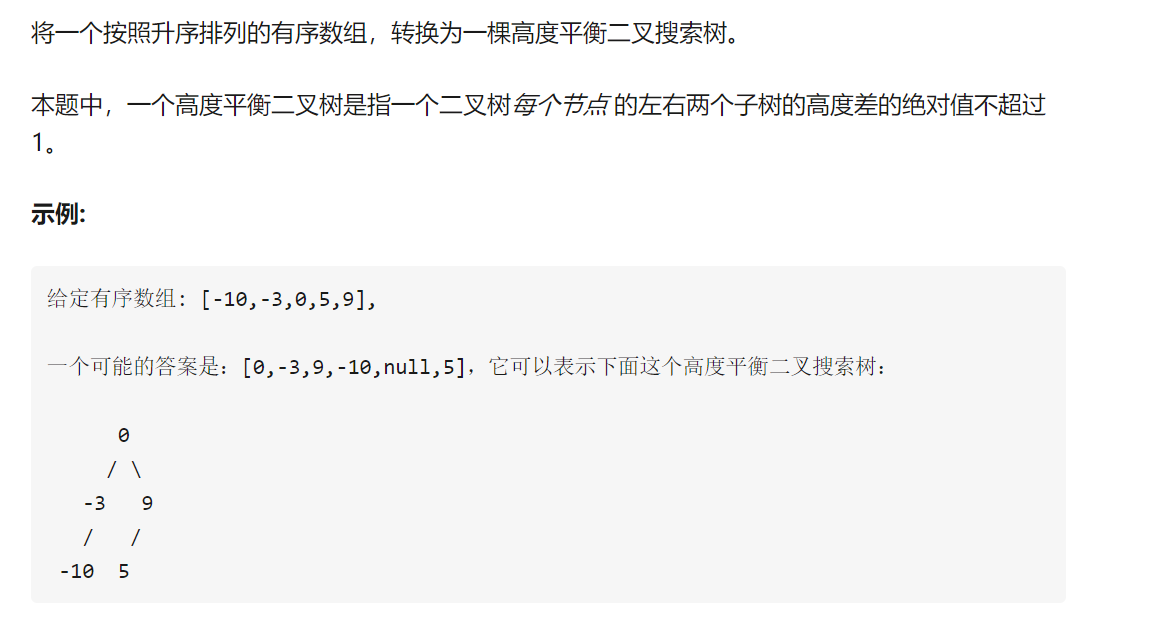 将一个按照升序排列的有序数组，转换为一棵高度平衡二叉搜索树。
本题中，一个高度平衡二叉树是指一个二叉树每个节点 的左右两个子树的高度差的绝对值不超过
1。
示例:
给定有序数组: [-10,-3,0,5,9],
一个可能的答案是：[0,-3,9,-10,null,5]，它可以表示下面这个高度平衡二叉搜索树：
      0
     / \
   -3   9
   /   /
 -10  5